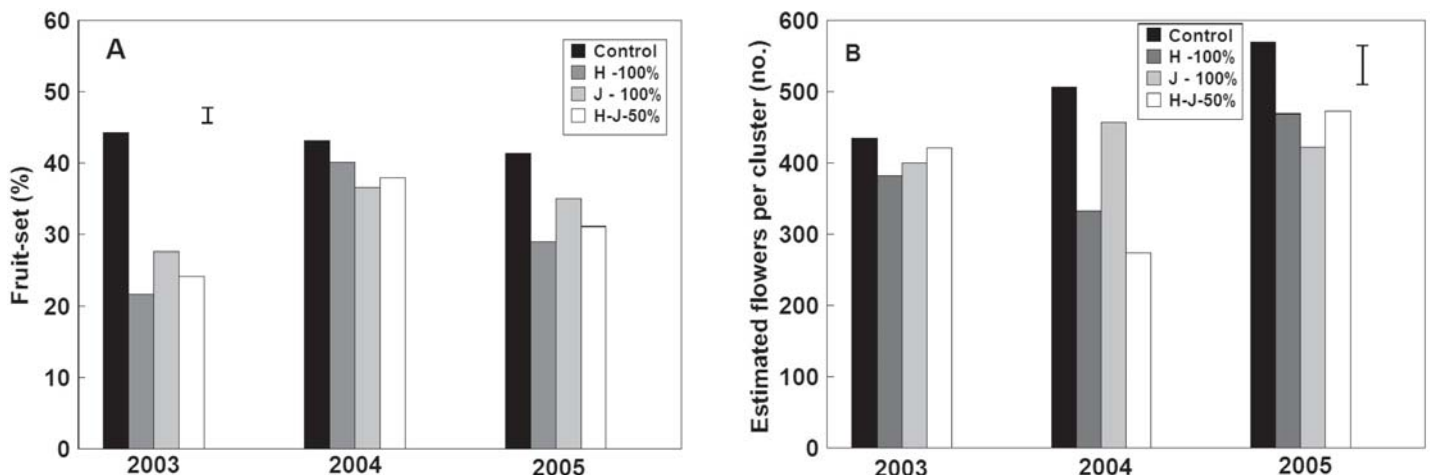 A
Fruit-set (%)
60
50
40
30
20
10
0
Control
H -100%
J - 100%
H-J-50%
2003
2004
2005
B
Estimated flowers per cluster (no.)
600
500
400
300
200
100
0
Control
H -100%
J - 100%
H-J-50%
2003
2004
2005